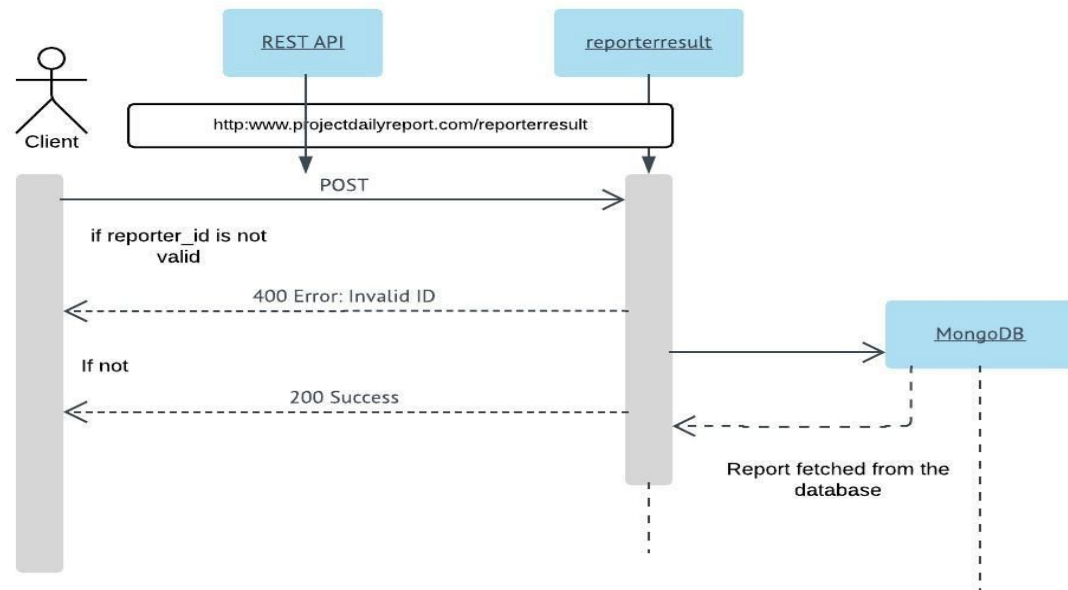 REST API
reporterresult
Client
http:www.projectdailyreport.com/reporterresult
POST
if reporter_id is not
valid
400 Error: Invalid ID
MongoDB
If not
200 Success
Report fetched from the
database